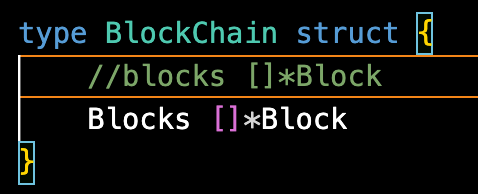 type BlockChain struct {
    //blocks []*Block
    Blocks []*Block
}